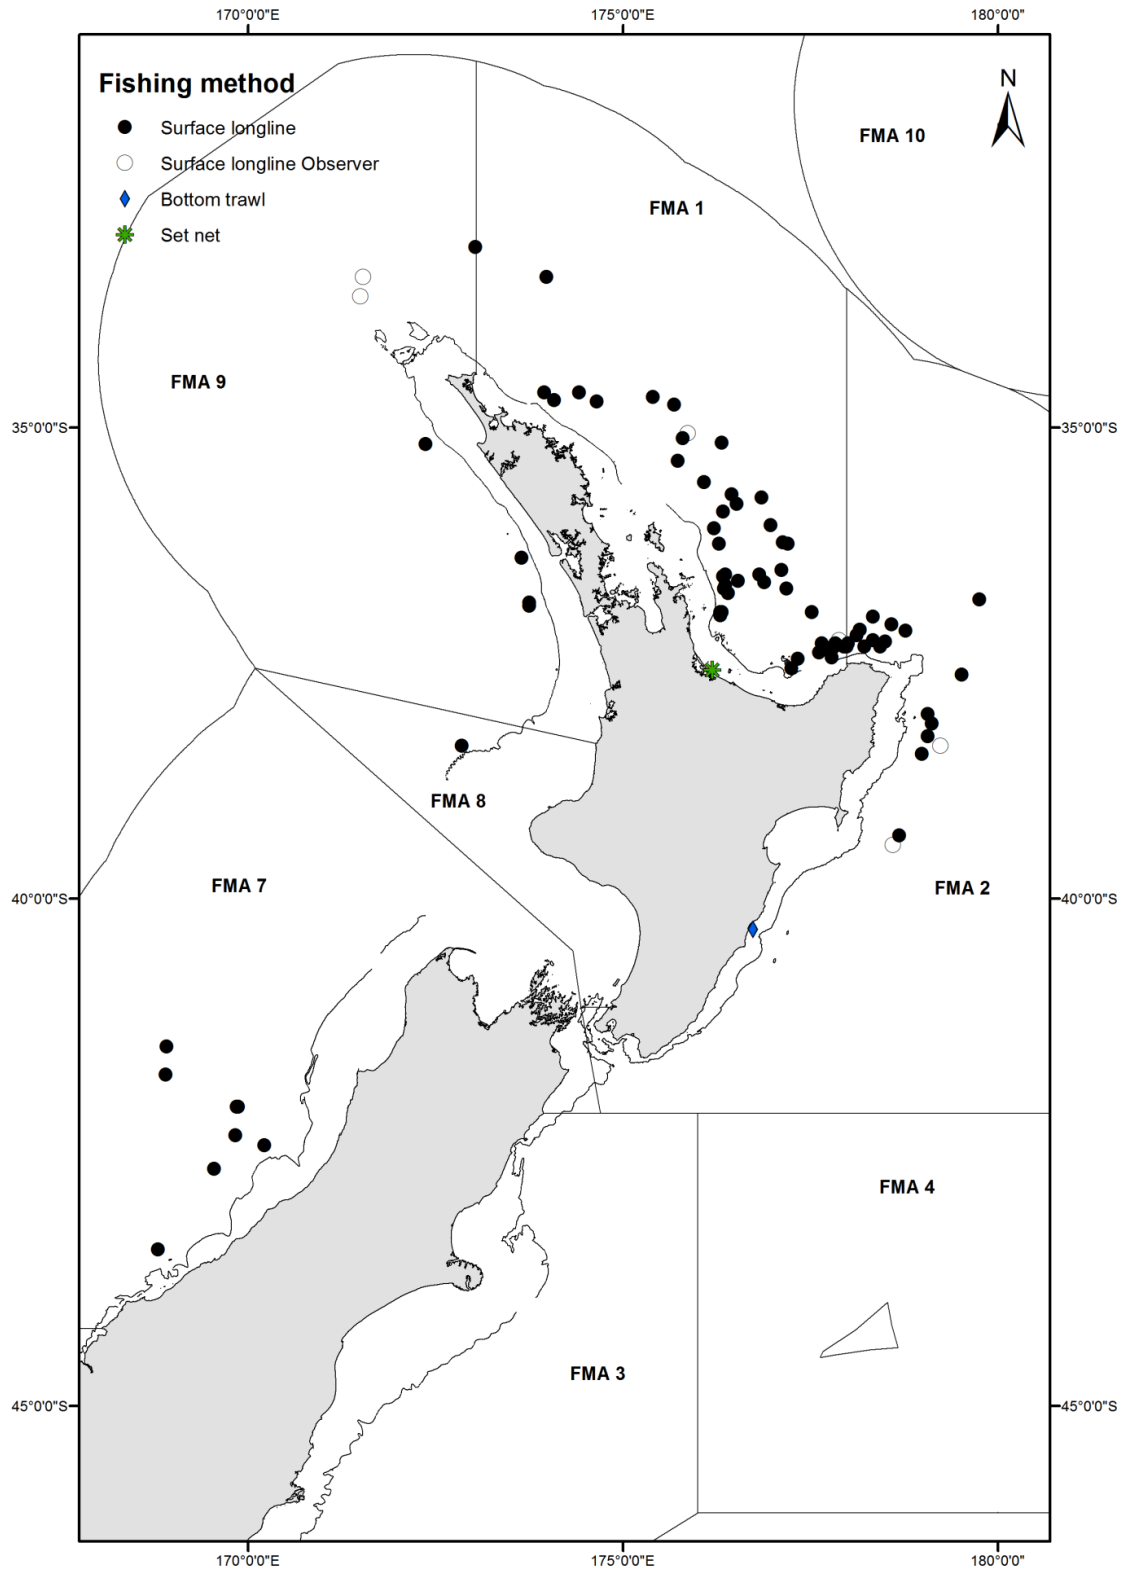 170°0'0"E 175°0'0"E 180°0'0"
Fishing method
N
Surface longline
Surface longline Observer
Bottom trawl
Set net
FMA 10
FMA 1
FMA 9
35°0'0"S 35°0'0"S
FMA 8
FMA 7
FMA 2
40°0'0"S 40°0'0"S
FMA 4
FMA 3
45°0'0"S 45°0'0"S
170°0'0"E 175°0'0"E 180°0'0"